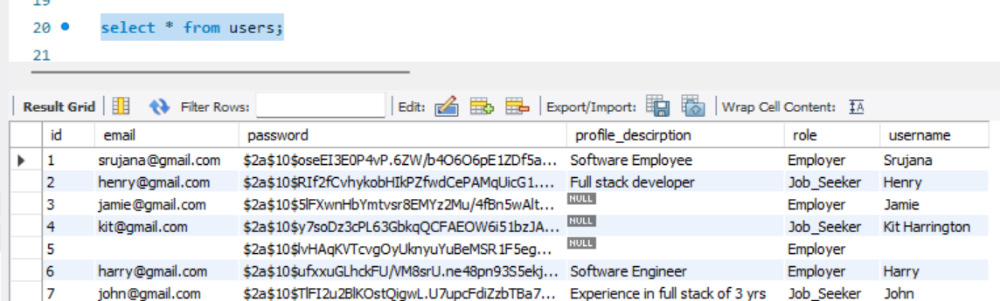 19
20 select * from users;
21
Result Grid Filter Rows: Edit: Export/Import: Wrap Cell Content: IA
id email password profile_descirption role username
1 srujana@gmail.com $2a$10$oseEI3E0P4vP.6ZW/b4O6O6pE1ZDf5a... Software Employee Employer Srujana
2 henry@gmail.com $2a$10$RIf2fCvhykobHIkPZfwdCePAMqUicG1.... Full stack developer Job_Seeker Henry
3 jamie@gmail.com $2a$10$5lFXwnHbYmtvsr8EMYz2Mu/4fBn5wAlt... NULL Employer Jamie
4 kit@gmail.com $2a$10$y7soDz3cPL63GbkqQCFAEOW6i51bzJA... NULL Job_Seeker Kit Harrington
5 $2a$10$lvHAqKVTcvgOyUknyuYuBeMSR1F5eg... NULL Employer
6 harry@gmail.com $2a$10$ufxxuGLhckFU/VM8srU.ne48pn93S5ekj... Software Engineer Employer Harry
7 john@gmail.com $2a$10$TlFI2u2BlKOstQigwL.U7upcFdiZzbTBa7... Experience in full stack of 3 yrs Job_Seeker John